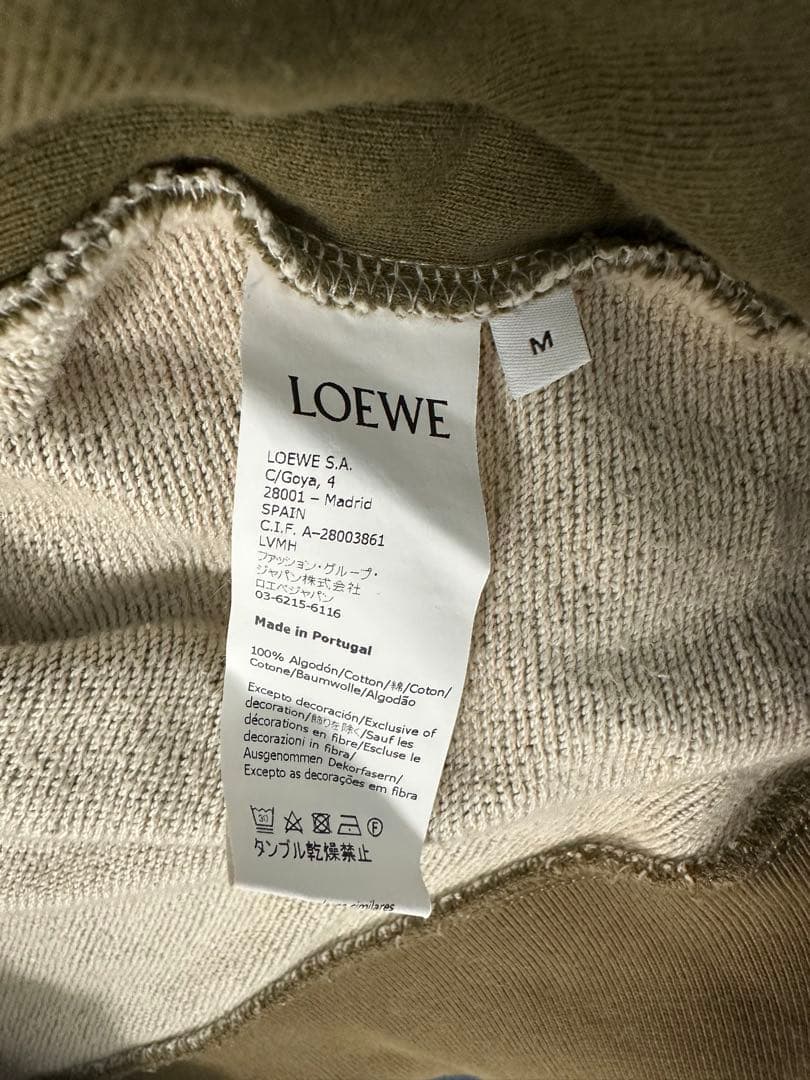 M
LOEWE
LOEWE S.A.
C/Goya, 4
28001 – Madrid
SPAIN
C.I.F. A–28003861
LVMH
ファッション・グループ・
ジャパン株式会社
ロエベジャパン
03-6215-6116
Made in Portugal
100% Algodón/Cotton/綿/Coton/
Cotone/Baumwolle/Algodão
Excepto decoración/Exclusive of
decoration/飾りを除く/Sauf les
décorations en fibre/Escluse le
decorazioni in fibra/
Ausgenommen Dekorfasern/
Excepto as decorações em fibra
30 F
タンブル乾燥禁止
similares